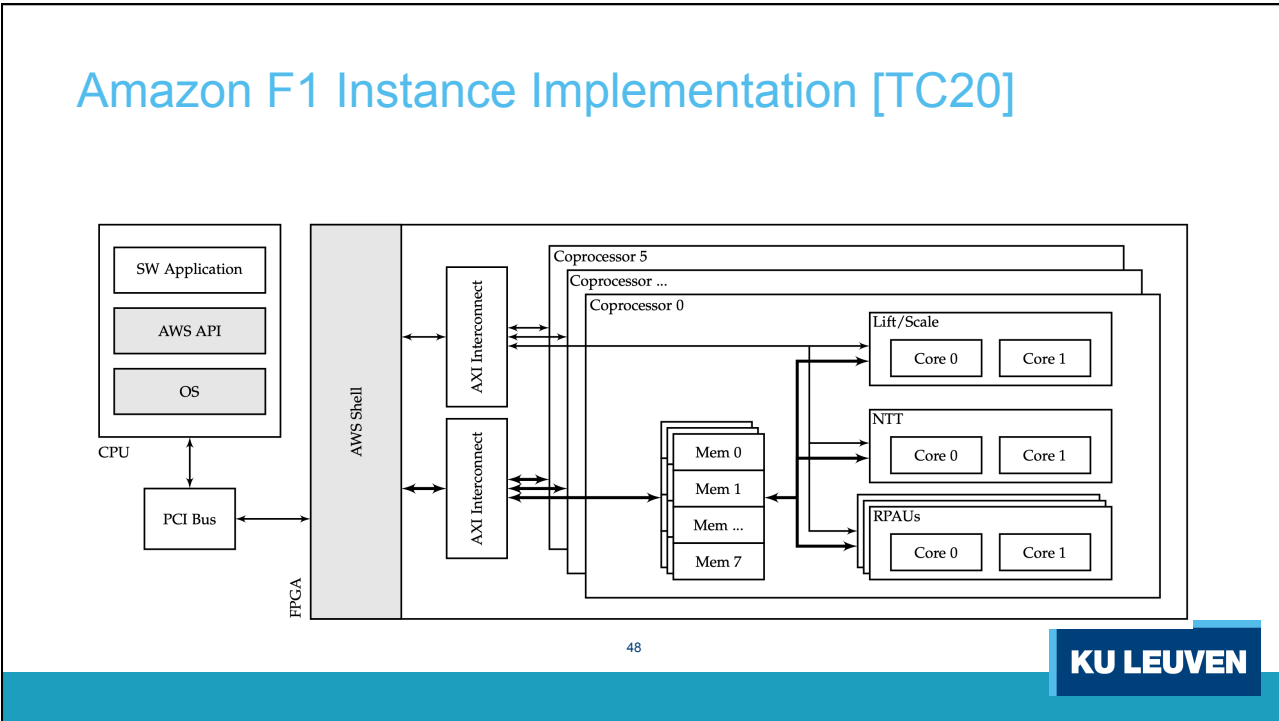 Amazon F1 Instance Implementation [TC20]
SW Application
AWS API
OS
CPU
PCI Bus
FPGA
AWS Shell
AXI Interconnect
AXI Interconnect
Coprocessor 5
Coprocessor ...
Coprocessor 0
Mem 0
Mem 1
Mem ...
Mem 7
Lift/Scale
Core 0
Core 1
NTT
Core 0
Core 1
RPAUs
Core 0
Core 1
48
KU LEUVEN